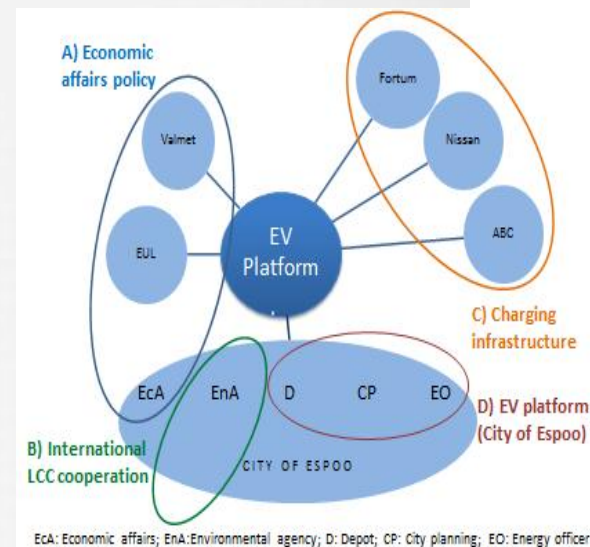 A) Economic
affairs policy
Fortum
Valmet
Nissan
ABC
EUL
EV
Platform
C) Charging
infrastructure
EcA EnA D CP EO
D) EV platform
(City of Espoo)
B) International
LCC cooperation
CITY OF ESPOO
EcA: Economic affairs; EnA:Environmental agency; D: Depot; CP: City planning; EO: Energy officer